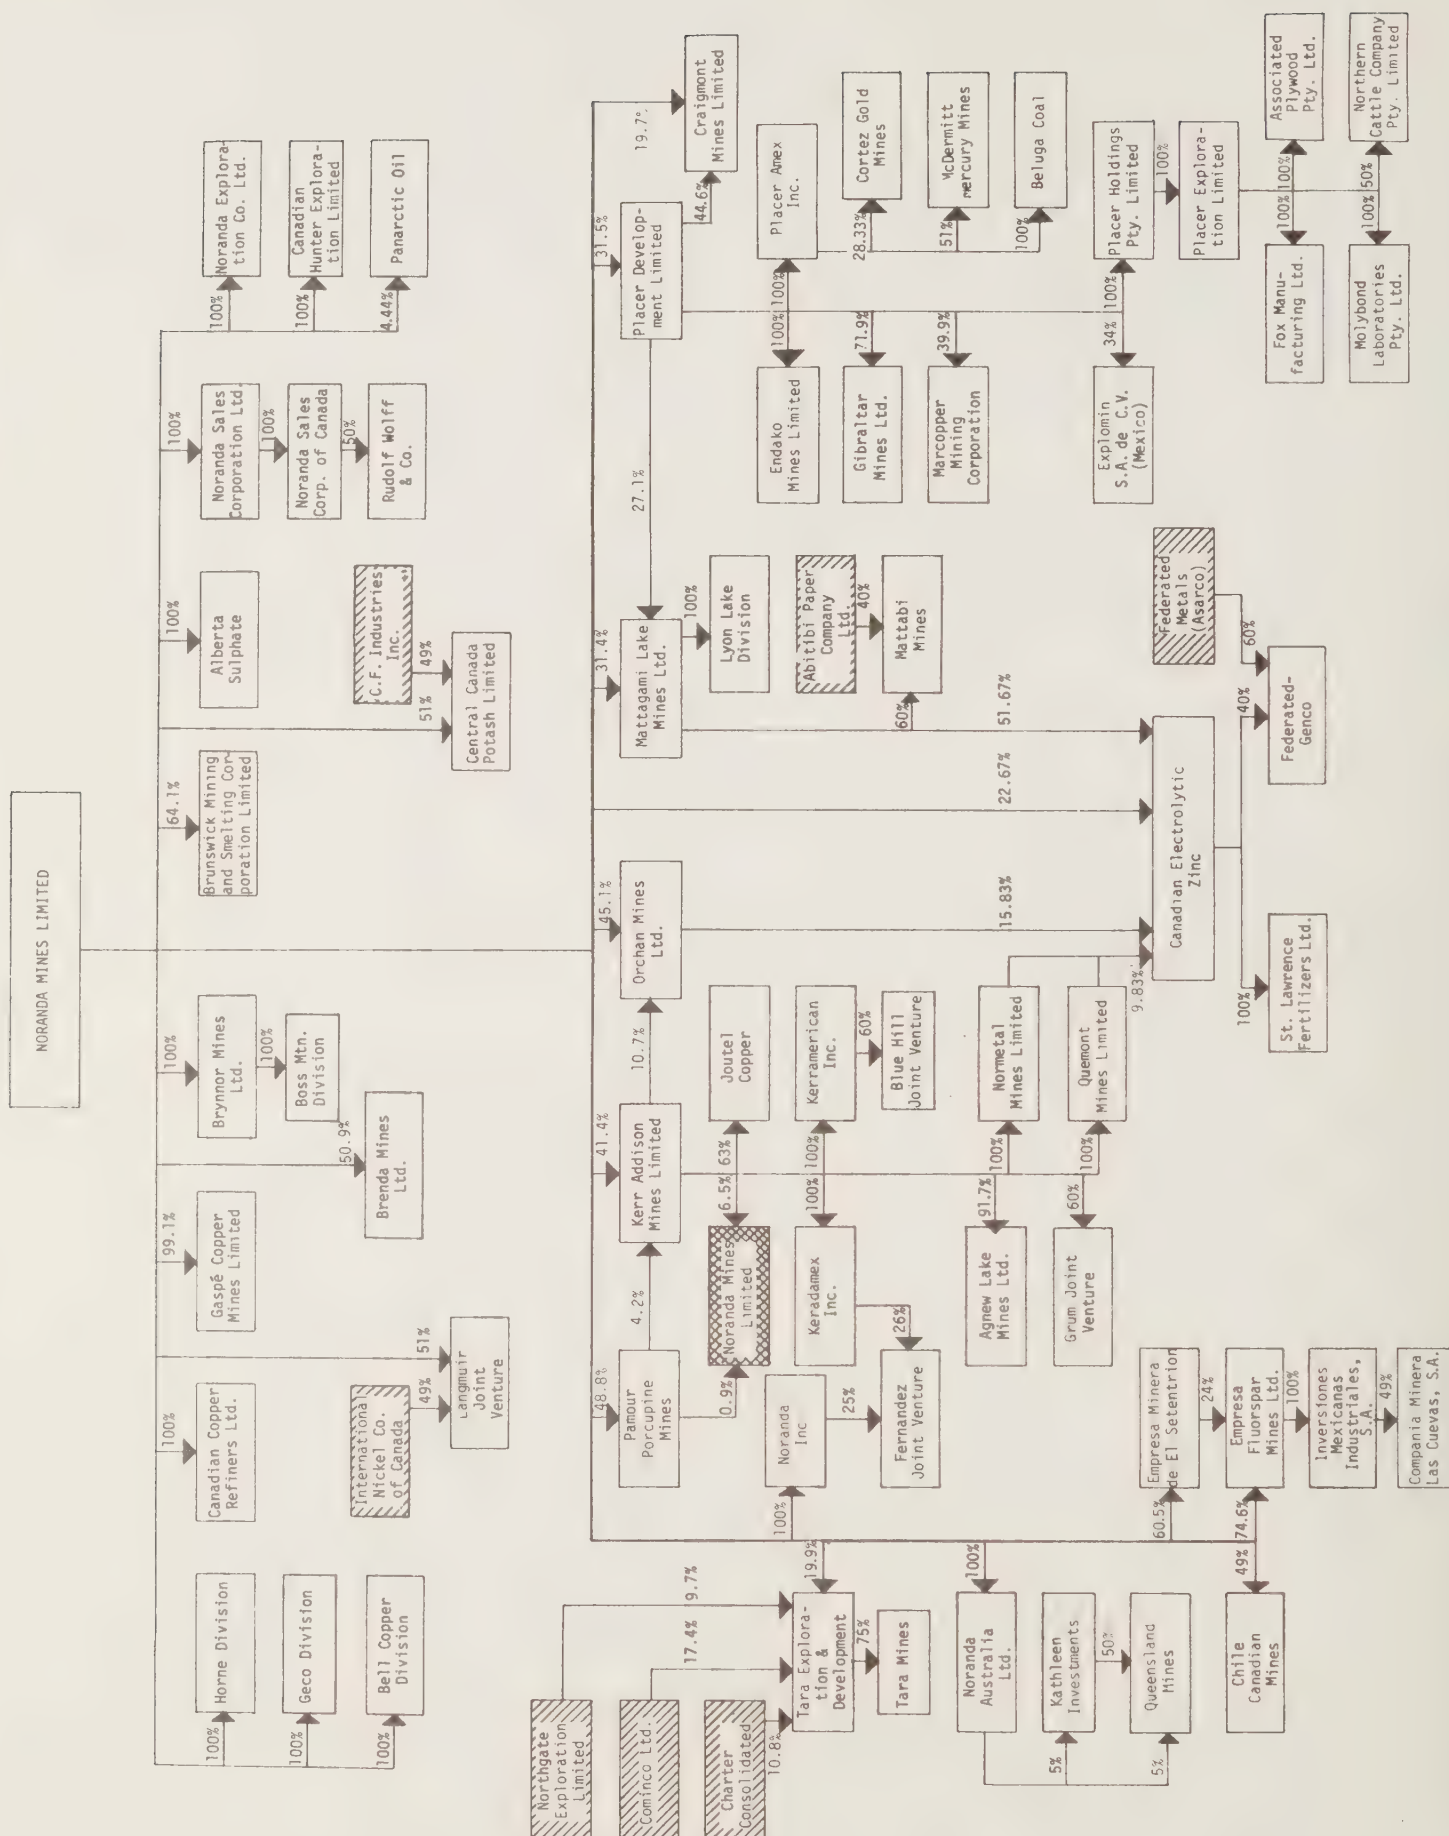 NORANDA MINES LIMITED
100%
Horne Division
100%
Geco Division
100%
Bell Copper
Division
100%
Canadian Copper
Refiners Ltd.
International
Nickel Co.
of Canada
49%
51%
Langmuir
Joint
Venture
99.1%
Gaspé Copper
Mines Limited
50.9%
Brenda Mines
Ltd.
100%
Brynnor Mines
Ltd.
100%
Boss Mtn.
Division
64.1%
Brunswick Mining
and Smelting Cor
poration Limited
100%
Alberta
Sulphate
C.F. Industries
Inc.
51%
49%
Central Canada
Potash Limited
100%
Noranda Sales
Corporation Ltd.
100%
Noranda Sales
Corp. of Canada
50%
Rudolf Wolff
& Co.
100%
Noranda Explora-
tion Co. Ltd.
100%
Canadian
Hunter Explora-
tion Limited
4.44%
Panarctic Oil
Northgate
Exploration
Limited
9.7%
Cominco Ltd.
17.4%
Charter
Consolidated
10.8%
19.9%
Tara Explora-
tion &
Development
75%
Tara Mines
100%
Noranda
Australia
Ltd.
5%
Kathleen
Investments
50%
5%
Queensland
Mines
49%
Chile
Canadian
Mines
48.8%
Pamour
Porcupine
Mines
4.2%
0.9%
100%
Noranda
Inc
25%
Fernandez
Joint Venture
60.5%
Empresa Minera
de El Setentrion
24%
74.6%
Empresa
Fluorspar
Mines Ltd.
100%
Inversiones
Mexicanas
Industriales,
S.A.
49%
Compania Minera
Las Cuevas, S.A.
41.4%
Kerr Addison
Mines Limited
10.7%
6.5%
63%
Noranda Mines
Limited
Joutel
Copper
100%
100%
Keradamex
Inc.
26%
Kerramerican
Inc.
60%
Blue Hill
Joint Venture
91.7%
100%
Agnew Lake
Mines Ltd.
Normetal
Mines Limited
60%
100%
Grum Joint
Venture
Quemont
Mines Limited
9.83%
45.1%
Orchan Mines
Ltd.
15.83%
22.67%
31.4%
Mattagami Lake
Mines Ltd.
27.1%
100%
Lyon Lake
Division
Abitibi Paper
Company
Ltd.
40%
60%
Mattabi
Mines
51.67%
Canadian Electrolytic
Zinc
100%
St. Lawrence
Fertilizers Ltd.
Federated
Metals
(Asarco)
40%
60%
Federated-
Genco
31.5%
Placer Develop-
ment Limited
19.7%
44.6%
Craigmont
Mines Limited
100%
100%
Endako
Mines Limited
Placer Amex
Inc.
28.33%
Cortez Gold
Mines
51%
McDermitt
mercury Mines
100%
Beluga Coal
71.9%
Gibraltar
Mines Ltd.
39.9%
Marcopper
Mining
Corporation
34%
100%
Explomin
S.A. de C.V.
(Mexico)
Placer Holdings
Pty. Limited
100%
Placer Explora-
tion Limited
100%
100%
Fox Manu-
facturing Ltd.
Associated
Plywood
Pty. Ltd.
100%
50%
Molybond
Laboratories
Pty. Ltd.
Northern
Cattle Company
Pty. Limited